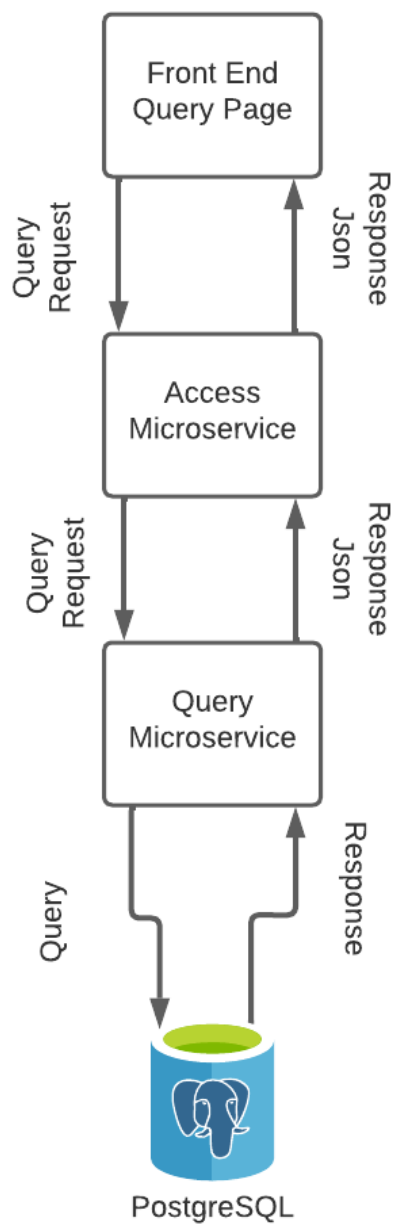 Front End
Query Page
Query
Request
Response
Json
Access
Microservice
Query
Request
Response
Json
Query
Microservice
Query
Response
PostgreSQL